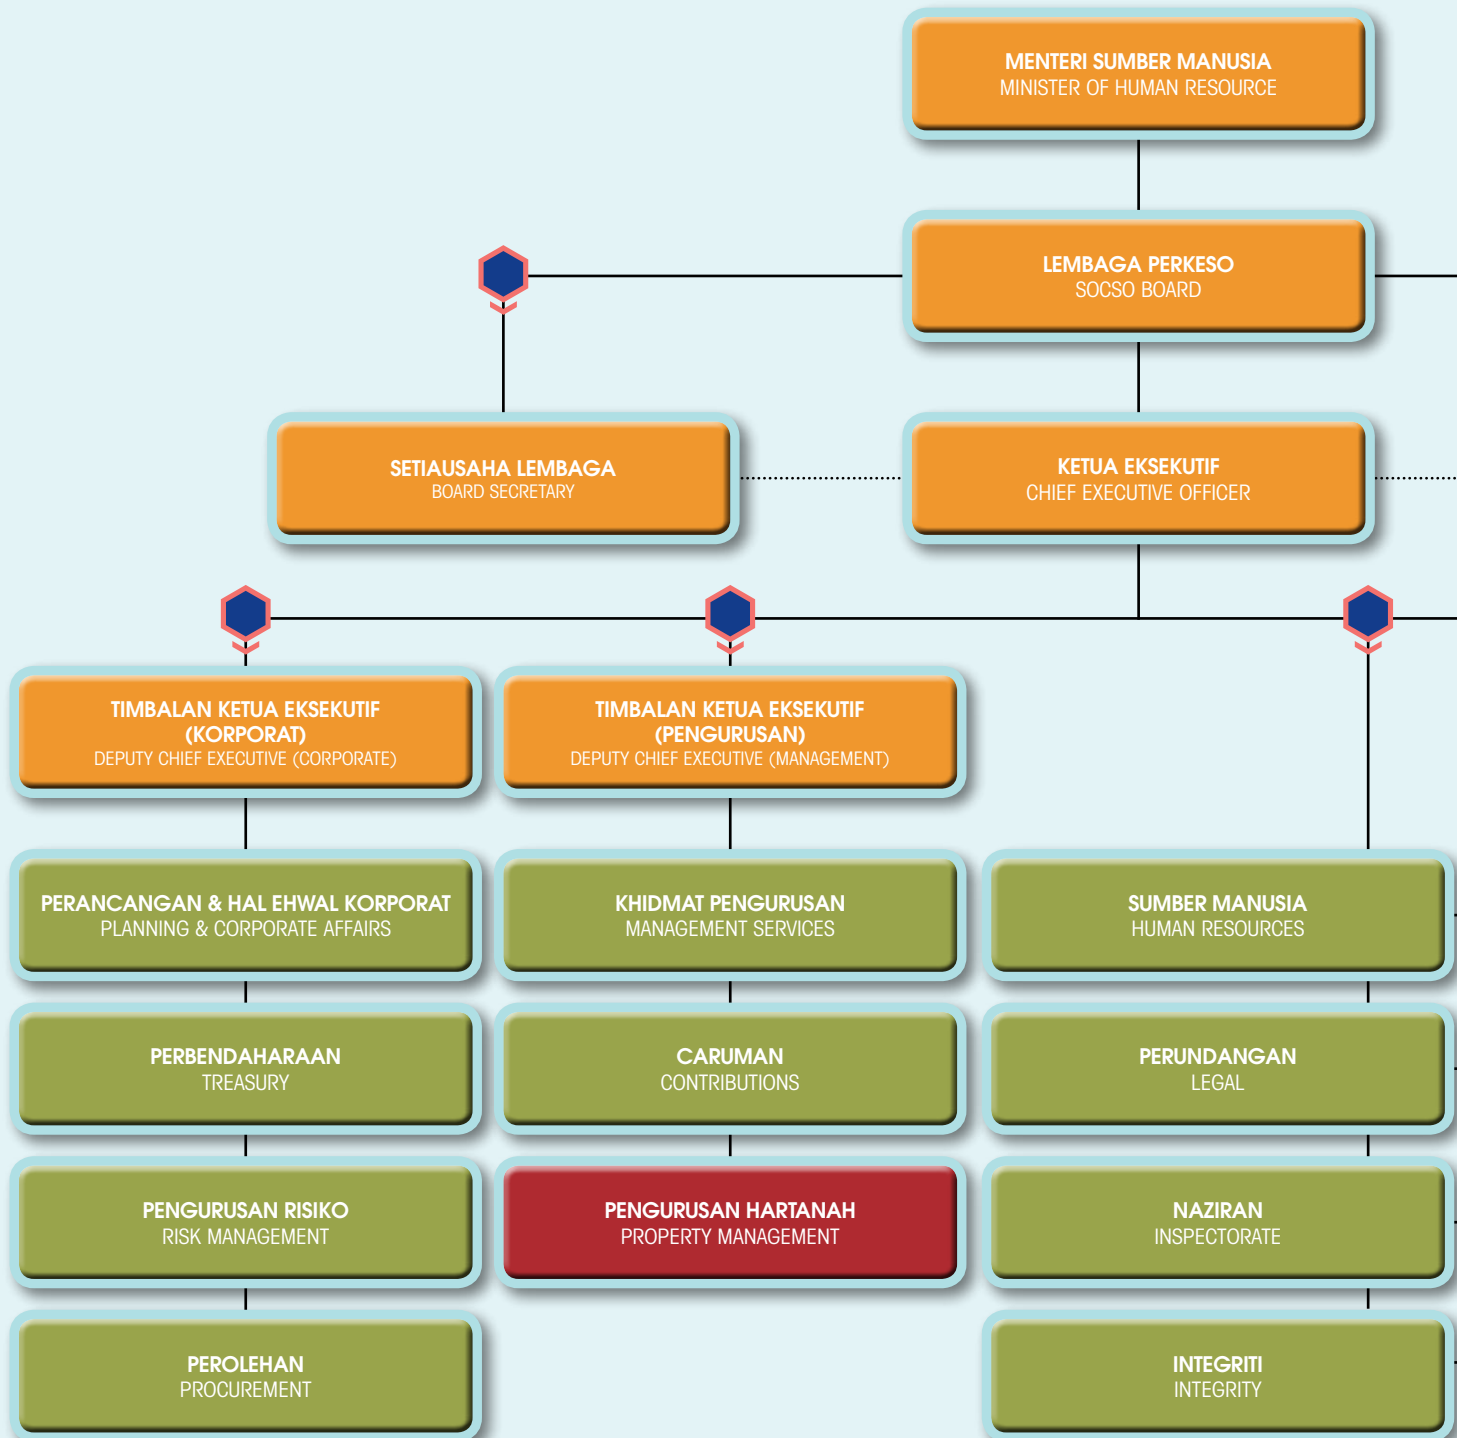 MENTERI SUMBER MANUSIA
MINISTER OF HUMAN RESOURCE
LEMBAGA PERKESO
SOCSO BOARD
SETIAUSAHA LEMBAGA
BOARD SECRETARY
KETUA EKSEKUTIF
CHIEF EXECUTIVE OFFICER
TIMBALAN KETUA EKSEKUTIF
(KORPORAT)
DEPUTY CHIEF EXECUTIVE (CORPORATE)
TIMBALAN KETUA EKSEKUTIF
(PENGURUSAN)
DEPUTY CHIEF EXECUTIVE (MANAGEMENT)
PERANCANGAN & HAL EHWAL KORPORAT
PLANNING & CORPORATE AFFAIRS
KHIDMAT PENGURUSAN
MANAGEMENT SERVICES
SUMBER MANUSIA
HUMAN RESOURCES
PERBENDAHARAAN
TREASURY
CARUMAN
CONTRIBUTIONS
PERUNDANGAN
LEGAL
PENGURUSAN RISIKO
RISK MANAGEMENT
PENGURUSAN HARTANAH
PROPERTY MANAGEMENT
NAZIRAN
INSPECTORATE
PEROLEHAN
PROCUREMENT
INTEGRITI
INTEGRITY